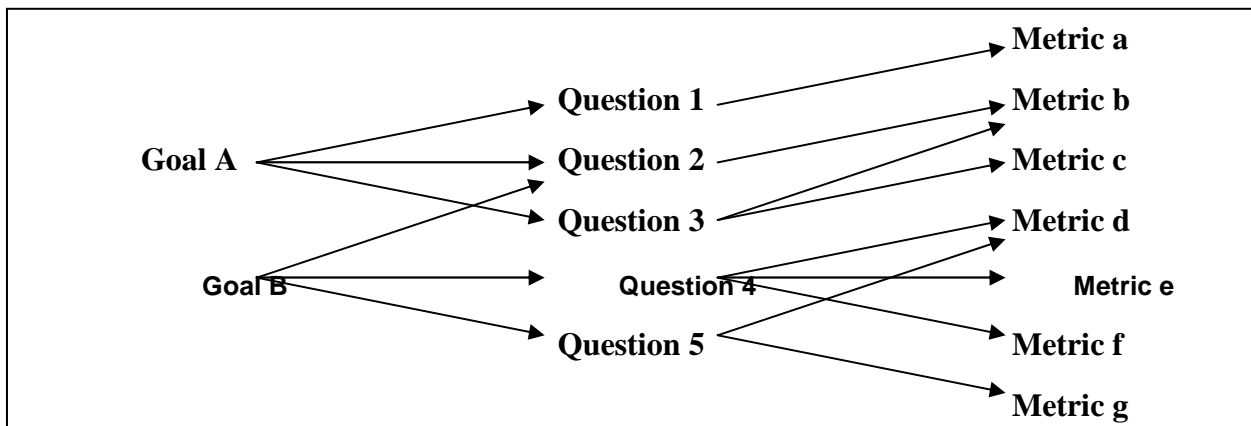 Metric a
Question 1
Metric b
Goal A
Question 2
Metric c
Question 3
Metric d
Goal B
Question 4
Metric e
Question 5
Metric f
Metric g